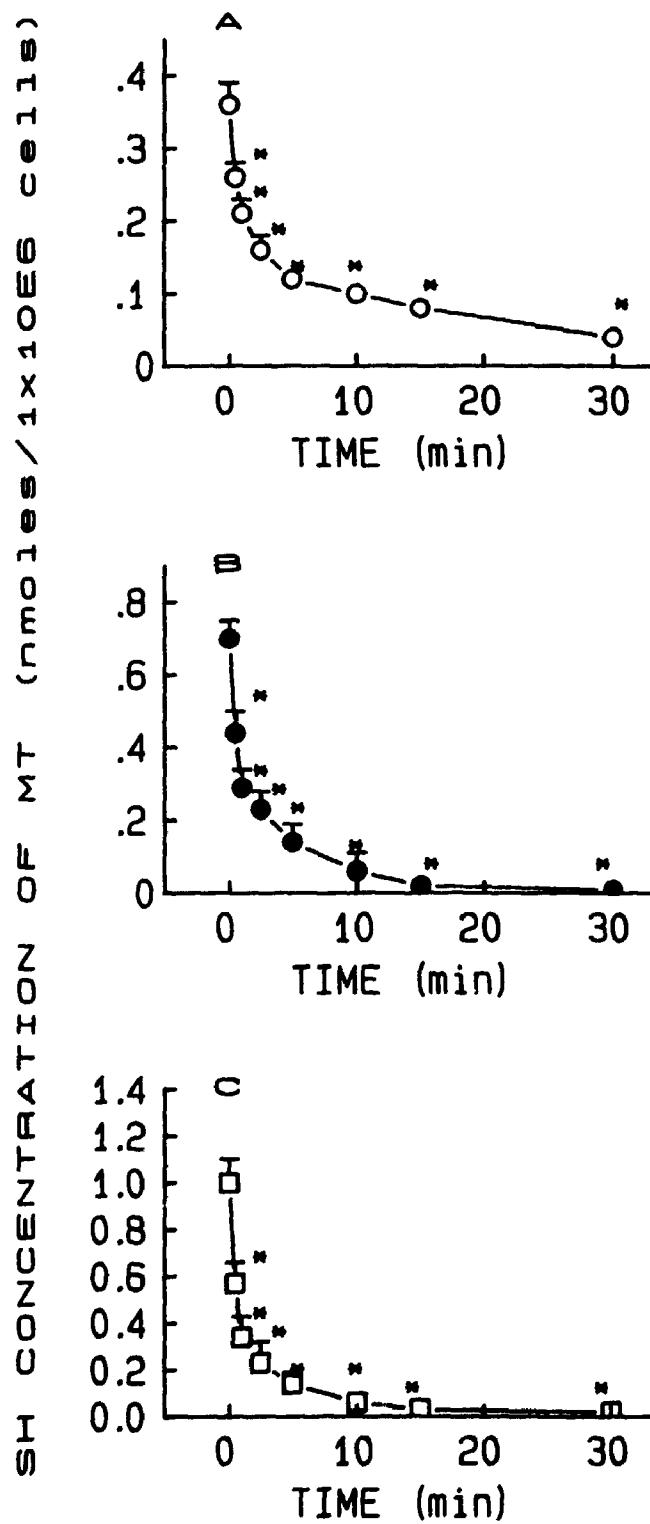 SH CONCENTRATION OF MT (nmoles/1x10E6 cells)
A
.4
.3
.2
.1
0
* * * * * * *
0 10 20 30
TIME (min)
B
.8
.6
.4
.2
0
* * * * * * *
0 10 20 30
TIME (min)
C
1.4
1.2
1.0
0.8
0.6
0.4
0.2
0.0
* * * * * * *
0 10 20 30
TIME (min)